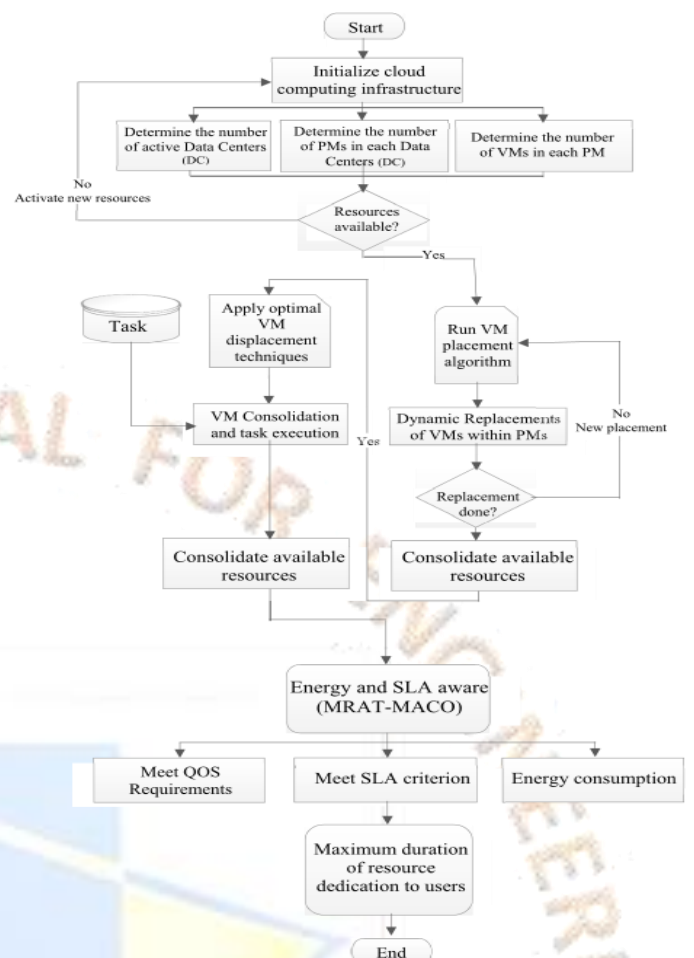 Start
Initialize cloud
computing infrastructure
Determine the number
of active Data Centers
(DC)
Determine the number
of PMs in each Data
Centers (DC)
Determine the number
of VMs in each PM
No
Activate new resources
Resources
available?
Yes
Task
Apply optimal
VM
displacement
techniques
Run VM
placement
algorithm
VM Consolidation
and task execution
Yes
Dynamic Replacements
of VMs within PMs
No
New placement
Replacement
done?
Consolidate available
resources
Consolidate available
resources
Energy and SLA aware
(MRAT-MACO)
Meet QOS
Requirements
Meet SLA criterion
Energy consumption
Maximum duration
of resource
dedication to users
End